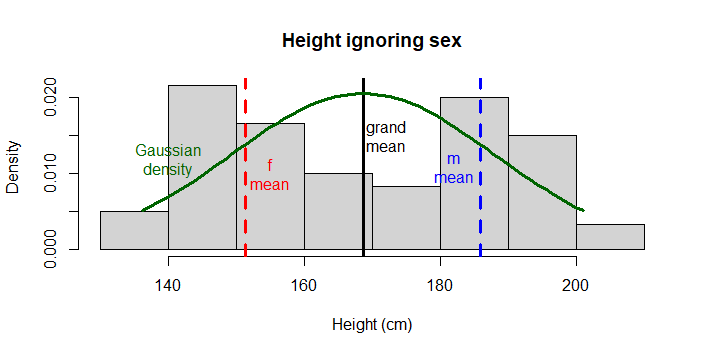 Height ignoring sex
Density
0.020
0.010
0.000
Gaussian
density
f
mean
grand
mean
m
mean
140
160
180
200
Height (cm)